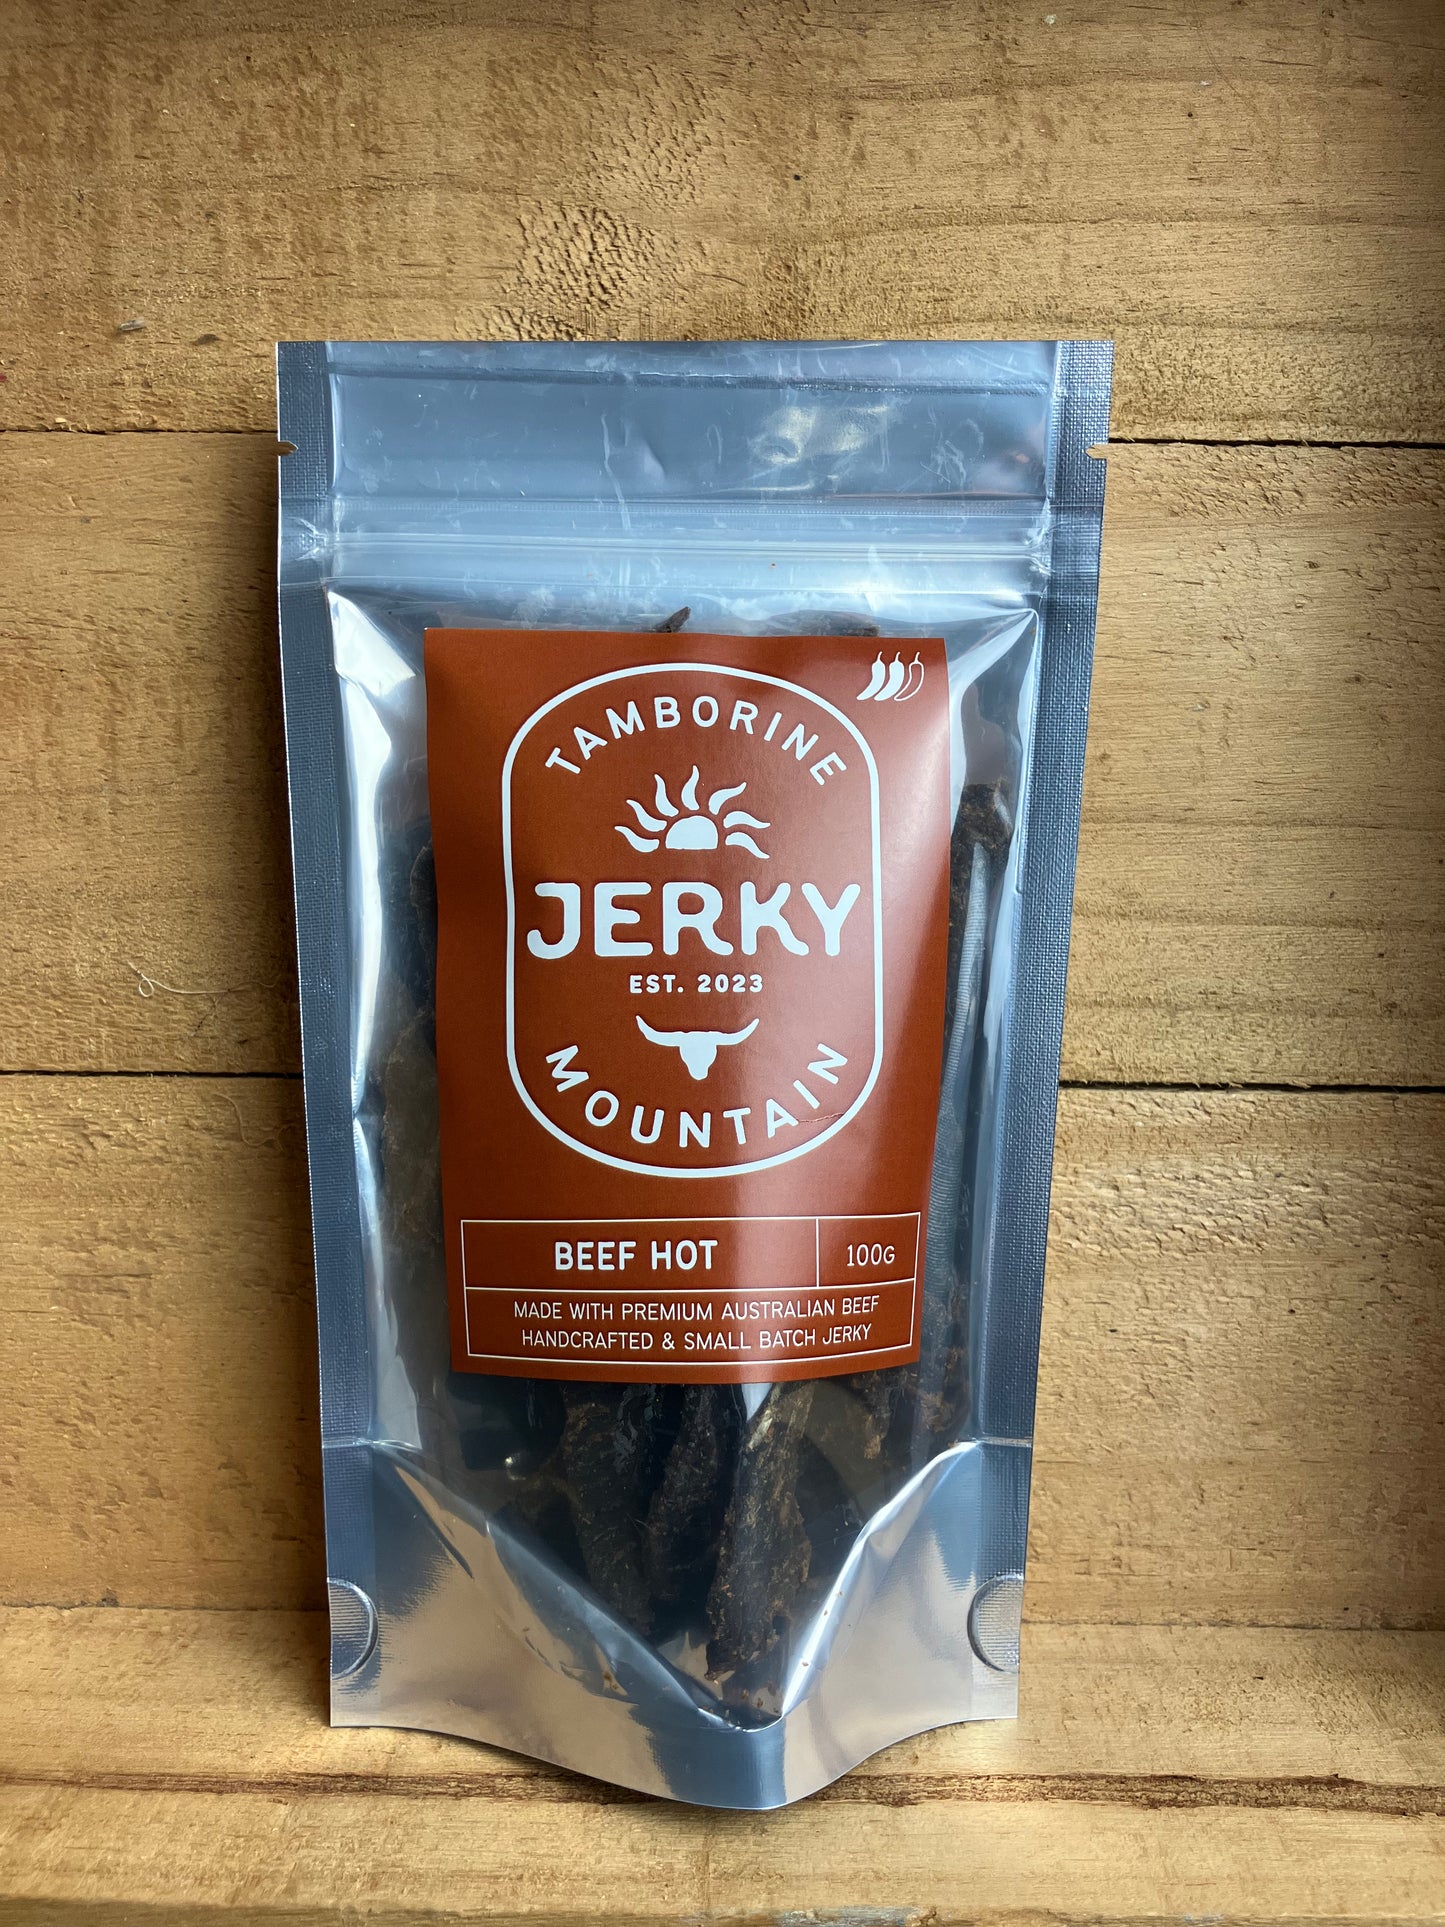 TAMBORINE
JERKY
EST. 2023
MOUNTAIN
BEEF HOT
100G
MADE WITH PREMIUM AUSTRALIAN BEEF
HANDCRAFTED & SMALL BATCH JERKY